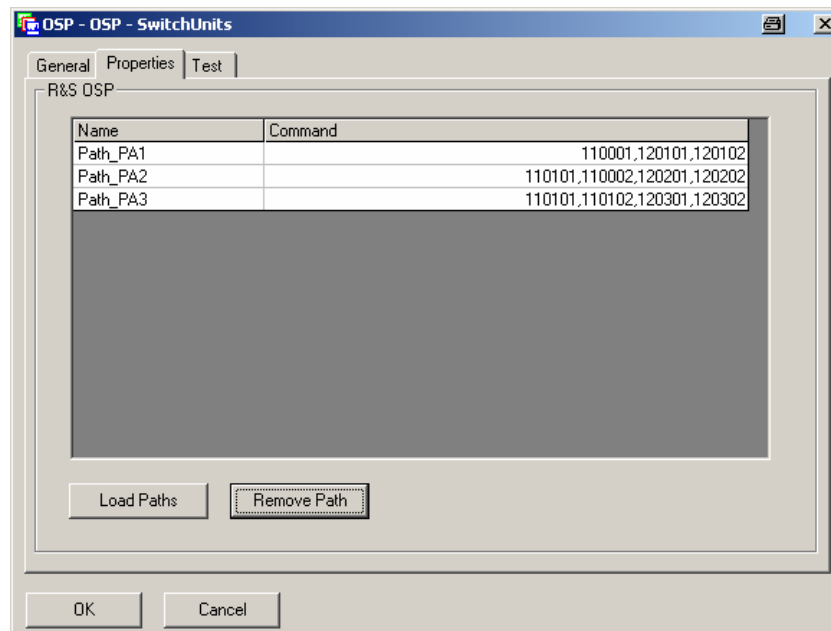 OSP - OSP - SwitchUnits
General Properties Test
R&S OSP
Name Command
Path_PA1 110001,120101,120102
Path_PA2 110101,110002,120201,120202
Path_PA3 110101,110102,120301,120302
Load Paths Remove Path
OK Cancel